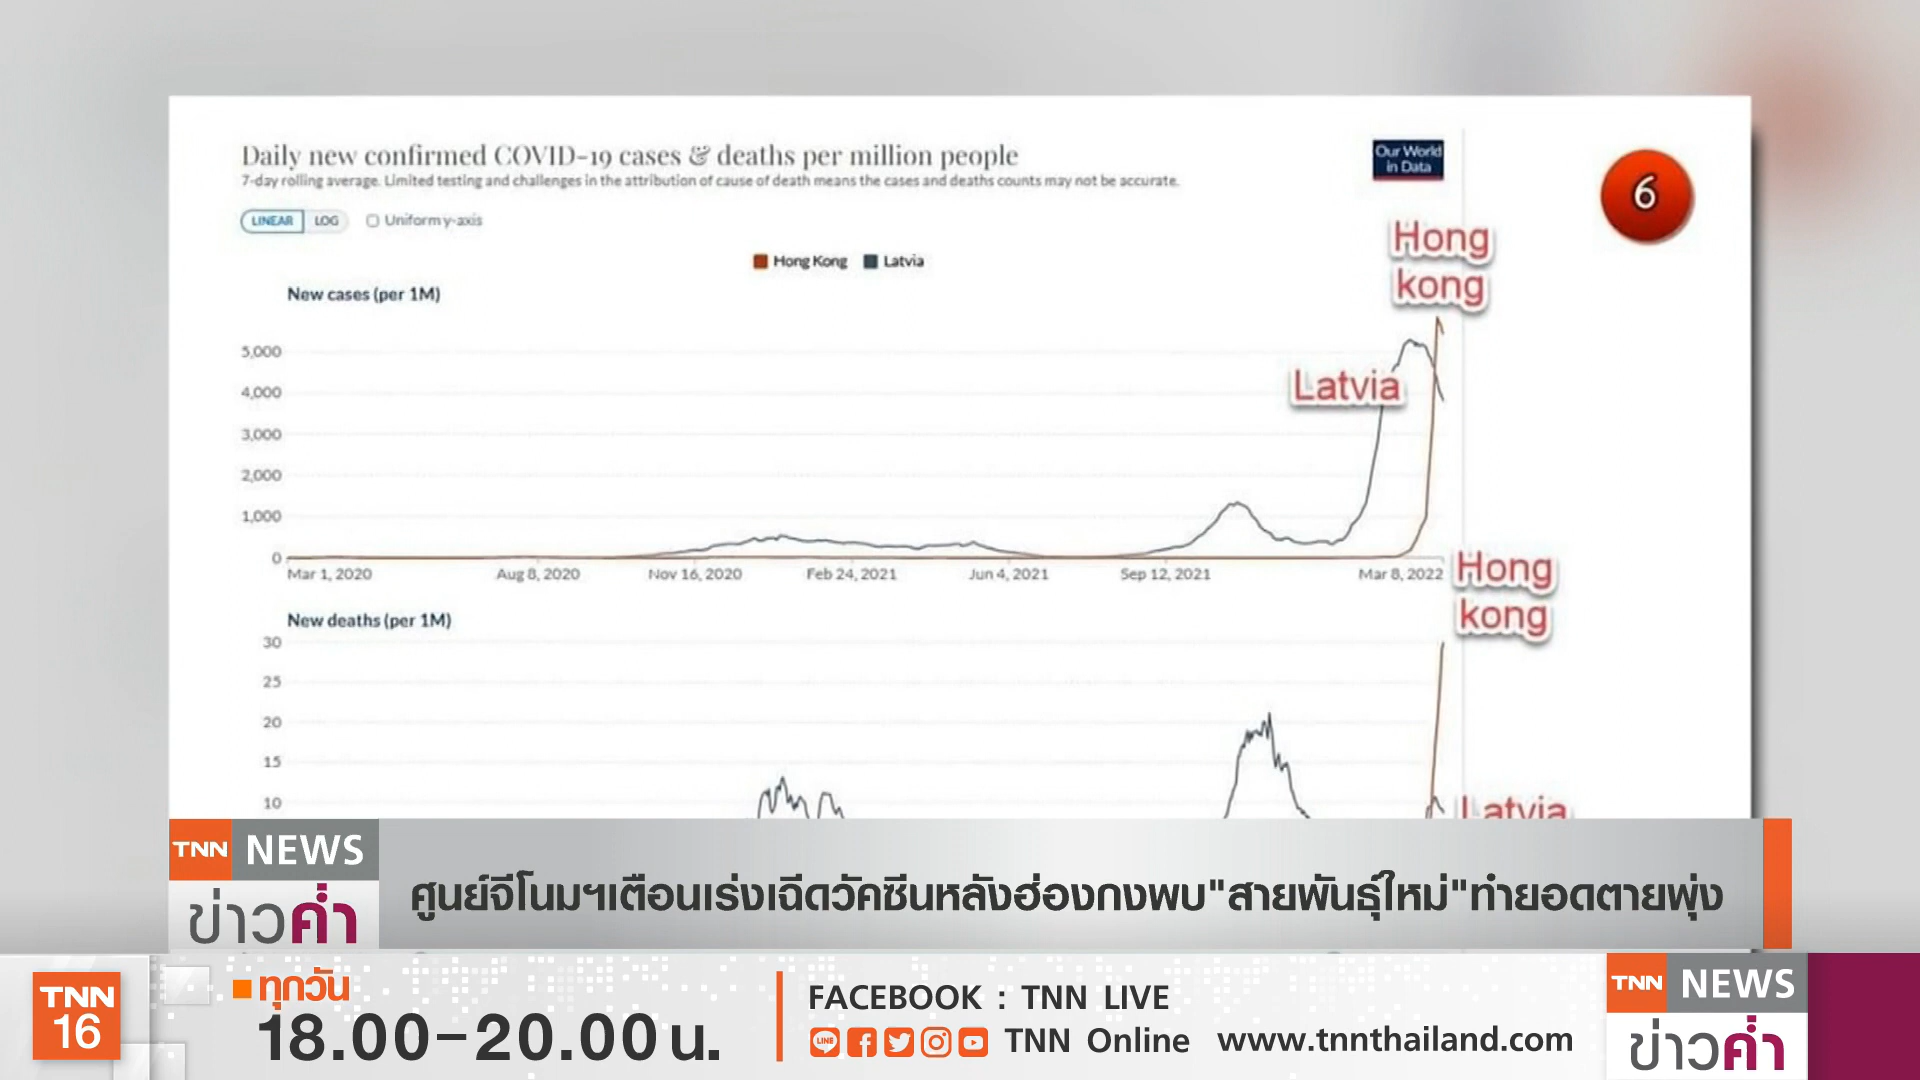 Daily new confirmed COVID-19 cases & deaths per million people
7-day rolling average. Limited testing and challenges in the attribution of cause of death means the cases and deaths counts may not be accurate.
Our World
in Data
6
LINEAR LOG Uniform y-axis
Hong Kong Latvia
Hong
kong
New cases (per 1M)
5,000
4,000
3,000
2,000
1,000
0
Latvia
Mar 1, 2020 Aug 8, 2020 Nov 16, 2020 Feb 24, 2021 Jun 4, 2021 Sep 12, 2021 Mar 8, 2022
Hong
kong
New deaths (per 1M)
30
25
20
15
10
Latvia
TNN NEWS
ข่าวค่ำ
ศูนย์จีโนมฯเตือนเร่งเฉีดวัคซีนหลังฮ่องกงพบ"สายพันธุ์ใหม่"ทำยอดตายพุ่ง
TNN
16
ทุกวัน
18.00-20.00 น.
FACEBOOK : TNN LIVE
LINE TNN Online www.tnnthailand.com
TNN NEWS
ข่าวค่ำ